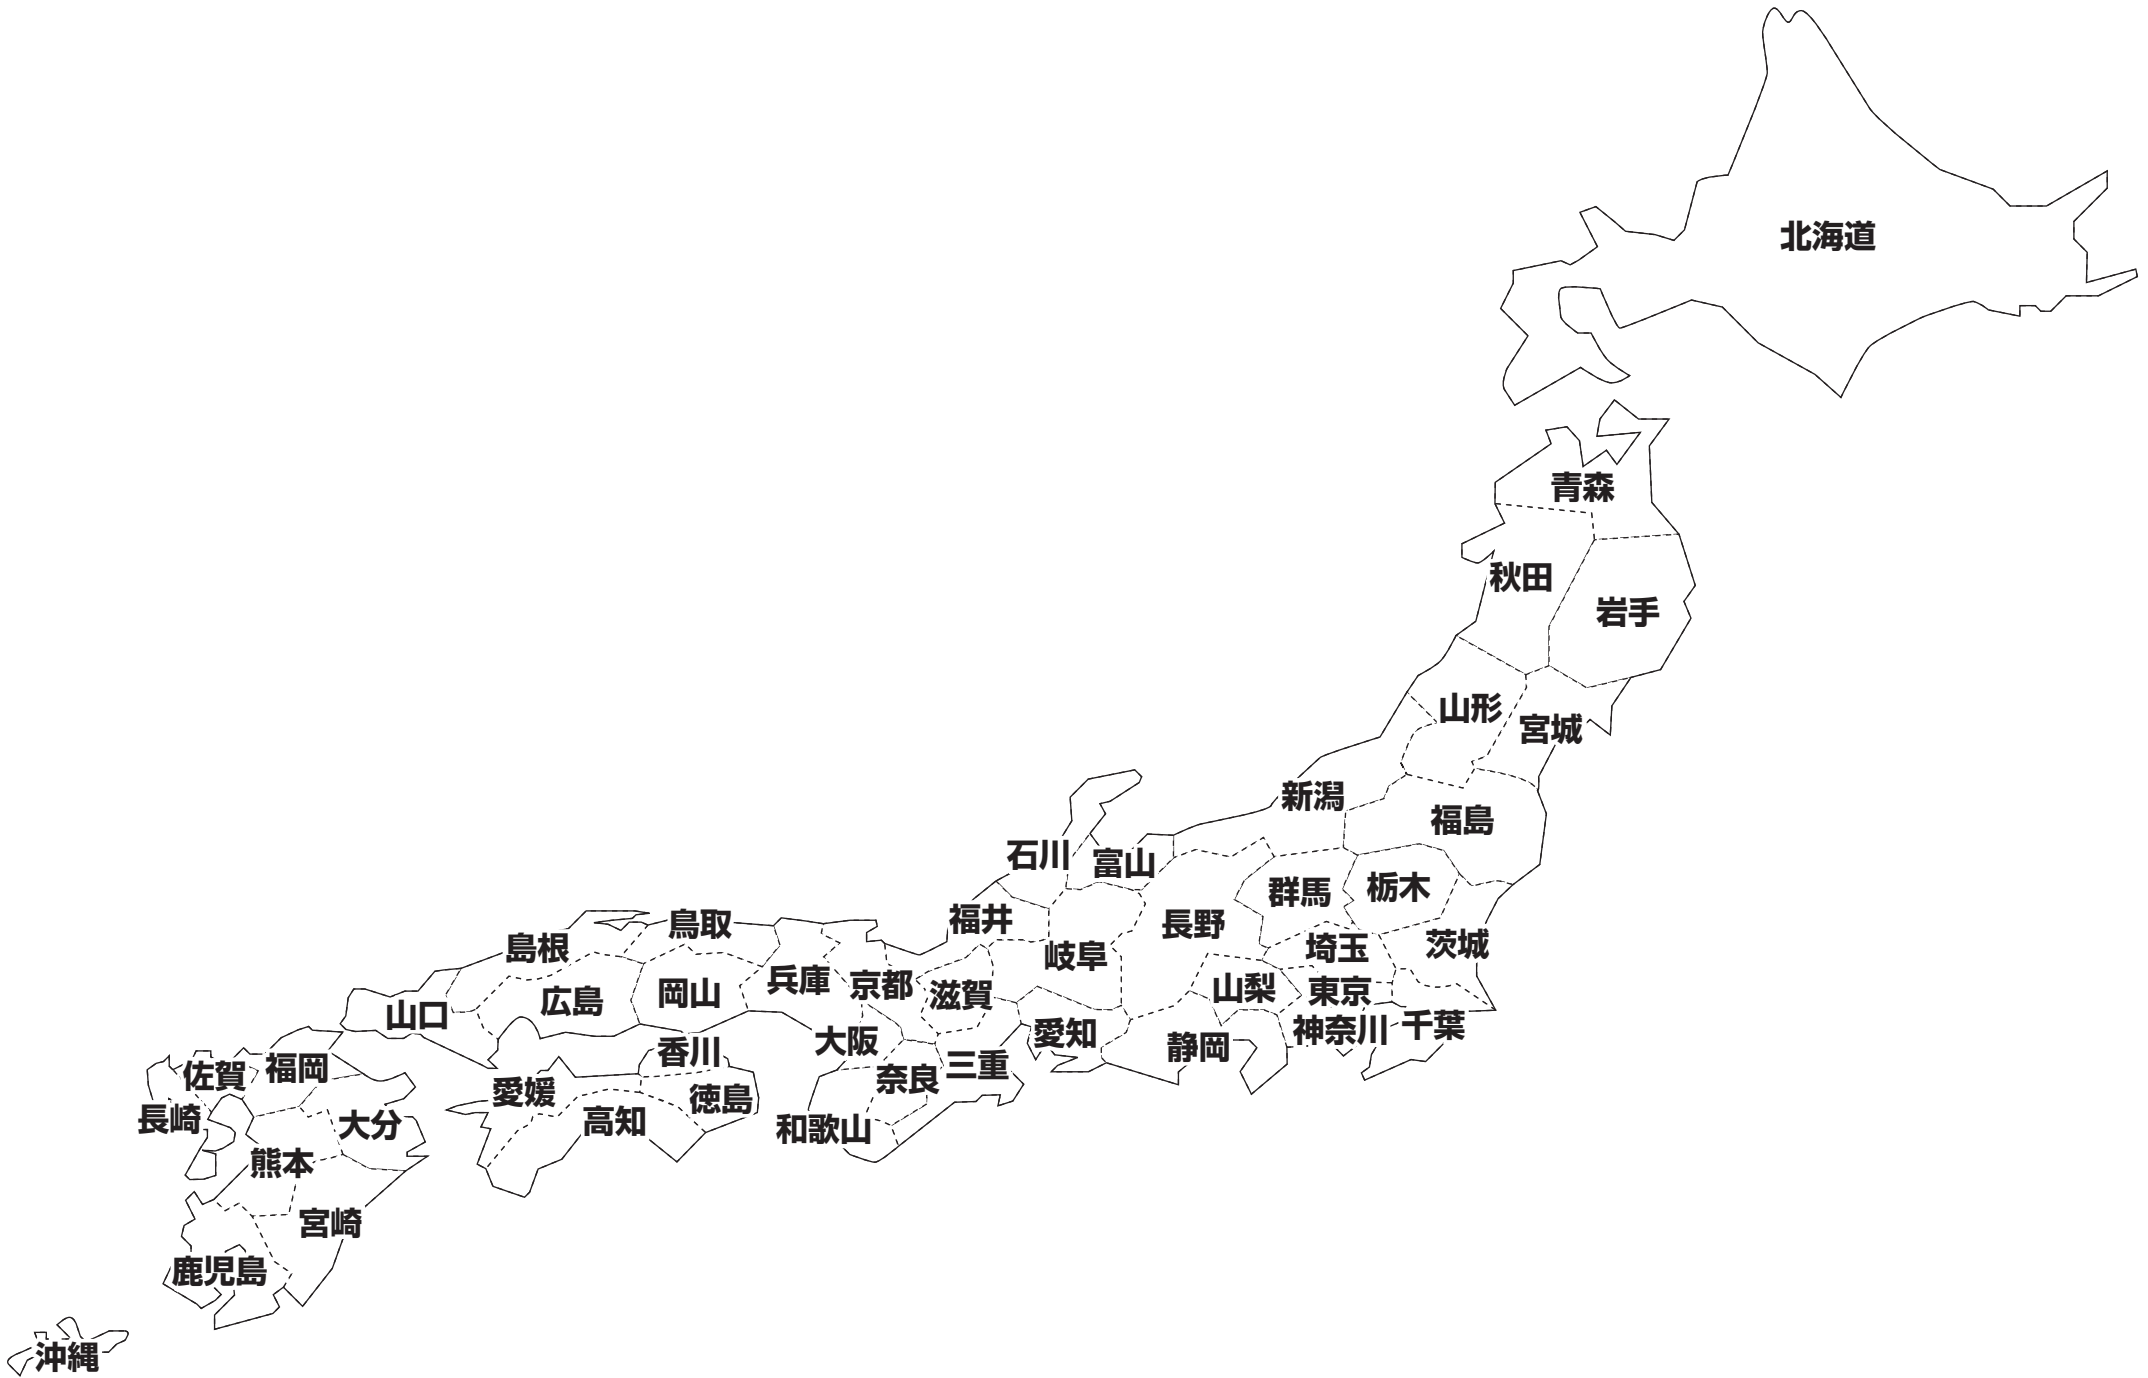 北海道
青森
秋田
岩手
山形
宮城
新潟
福島
石川
富山
群馬
栃木
福井
長野
埼玉
茨城
岐阜
鳥取
島根
兵庫
京都
滋賀
山梨
東京
岡山
広島
山口
大阪
愛知
静岡
神奈川
千葉
香川
三重
奈良
福岡
佐賀
愛媛
徳島
高知
和歌山
長崎
大分
熊本
宮崎
鹿児島
沖縄